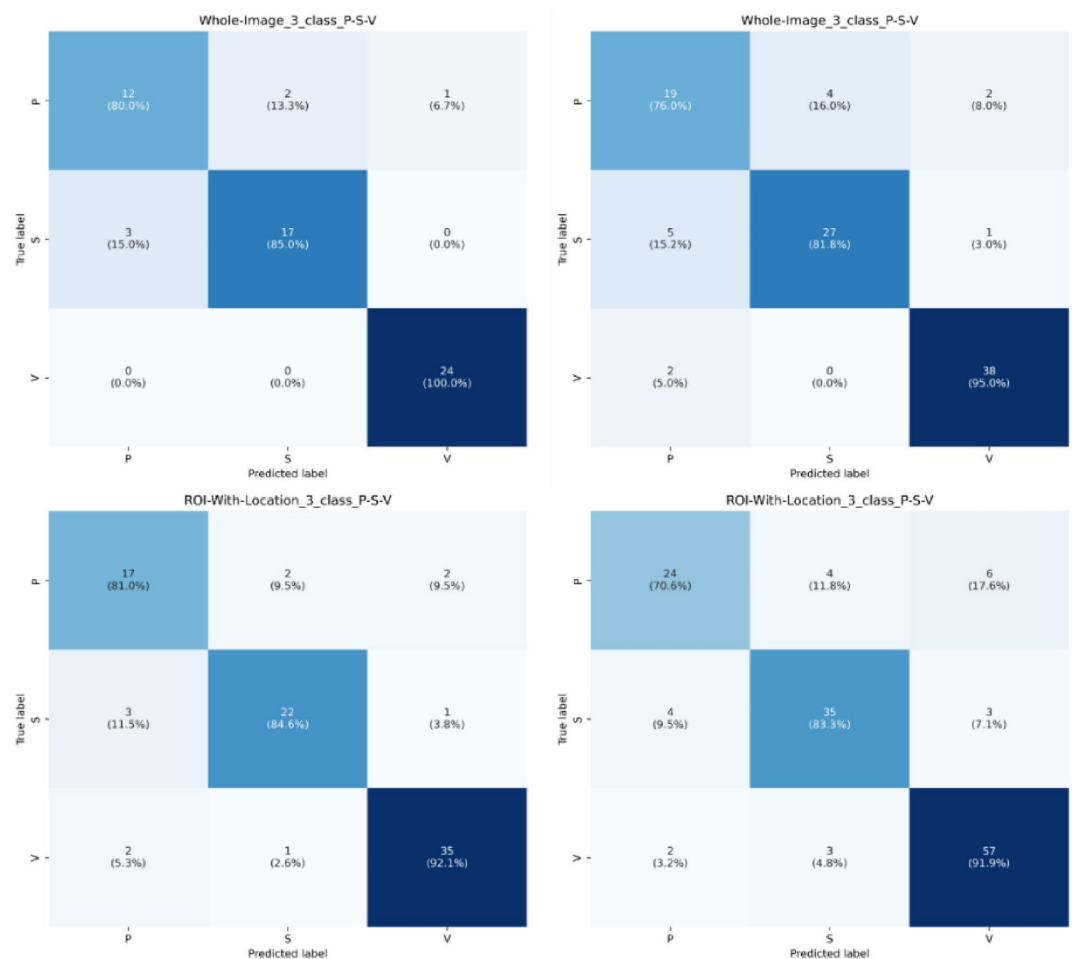 Whole-Image_3_class_P-S-V
P
12
(80.0%)
2
(13.3%)
1
(6.7%)
True label
S
3
(15.0%)
17
(85.0%)
0
(0.0%)
V
0
(0.0%)
0
(0.0%)
24
(100.0%)
P
S
V
Predicted label
Whole-Image_3_class_P-S-V
P
19
(76.0%)
4
(16.0%)
2
(8.0%)
True label
S
5
(15.2%)
27
(81.8%)
1
(3.0%)
V
2
(5.0%)
0
(0.0%)
38
(95.0%)
P
S
V
Predicted label
ROI-With-Location_3_class_P-S-V
P
17
(81.0%)
2
(9.5%)
2
(9.5%)
True label
S
3
(11.5%)
22
(84.6%)
1
(3.8%)
V
2
(5.3%)
1
(2.6%)
35
(92.1%)
P
S
V
Predicted label
ROI-With-Location_3_class_P-S-V
P
24
(70.6%)
4
(11.8%)
6
(17.6%)
True label
S
4
(9.5%)
35
(83.3%)
3
(7.1%)
V
2
(3.2%)
3
(4.8%)
57
(91.9%)
P
S
V
Predicted label